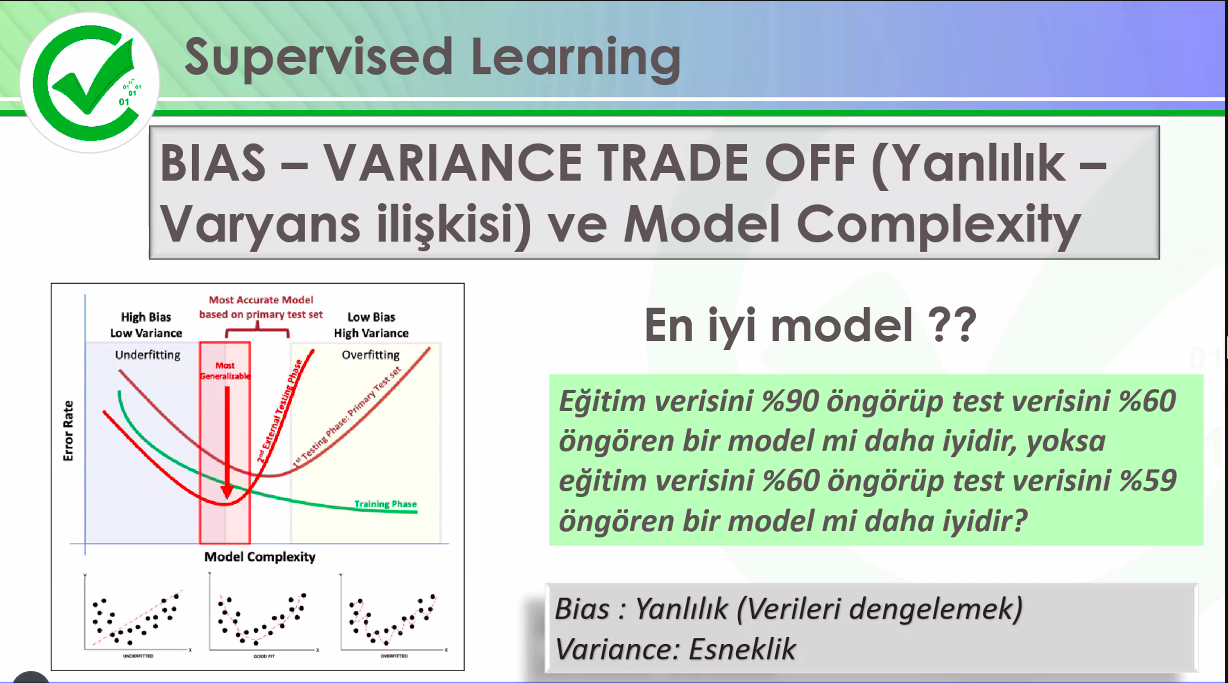 Supervised Learning
01 01
01
01
BIAS – VARIANCE TRADE OFF (Yanlılık –
Varyans ilişkisi) ve Model Complexity
Most Accurate Model
based on primary test set
High Bias
Low Variance
Low Bias
High Variance
Underfitting
Overfitting
Most
Generalizable
2nd External Testing Phase
1st Testing Phase: Primary Test set
Training Phase
Error Rate
Model Complexity
Y
X
UNDERFITTED
Y
X
GOOD FIT
Y
X
OVERFITTED
En iyi model ??
Eğitim verisini %90 öngörüp test verisini %60
öngören bir model mi daha iyidir, yoksa
eğitim verisini %60 öngörüp test verisini %59
öngören bir model mi daha iyidir?
Bias : Yanlılık (Verileri dengelemek)
Variance: Esneklik